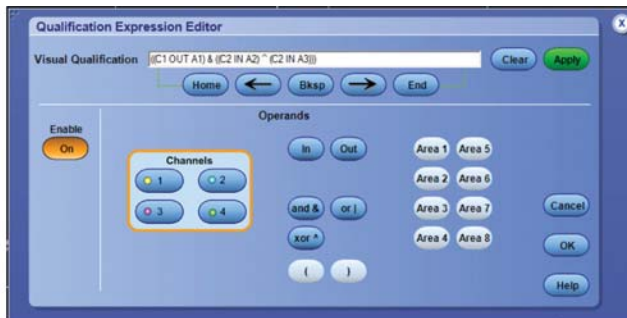 Qualification Expression Editor
X
Visual Qualification ((C1 OUT A1) & ((C2 IN A2) ^ (C2 IN A3))) Clear Apply
Home ← Bksp → End
Operands
Enable
On
Channels
1 2
3 4
In Out
and & or |
xor ^
( )
Area 1 Area 5
Area 2 Area 6
Area 3 Area 7
Area 4 Area 8
Cancel
OK
Help